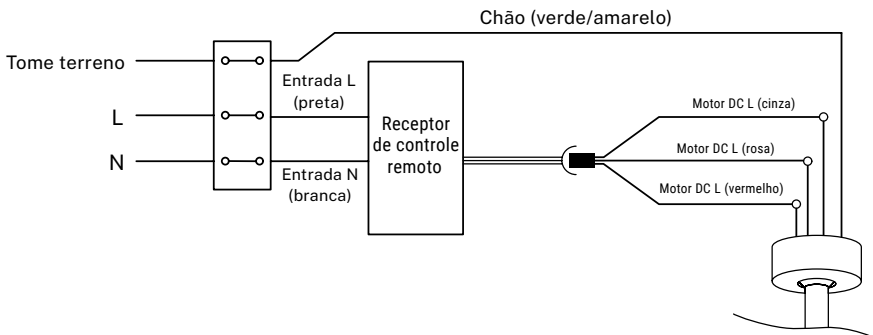 Chão (verde/amarelo)
Tome terreno
Entrada L
(preta)
L
Receptor
de controle
remoto
Motor DC L (cinza)
Motor DC L (rosa)
N
Entrada N
(branca)
Motor DC L (vermelho)